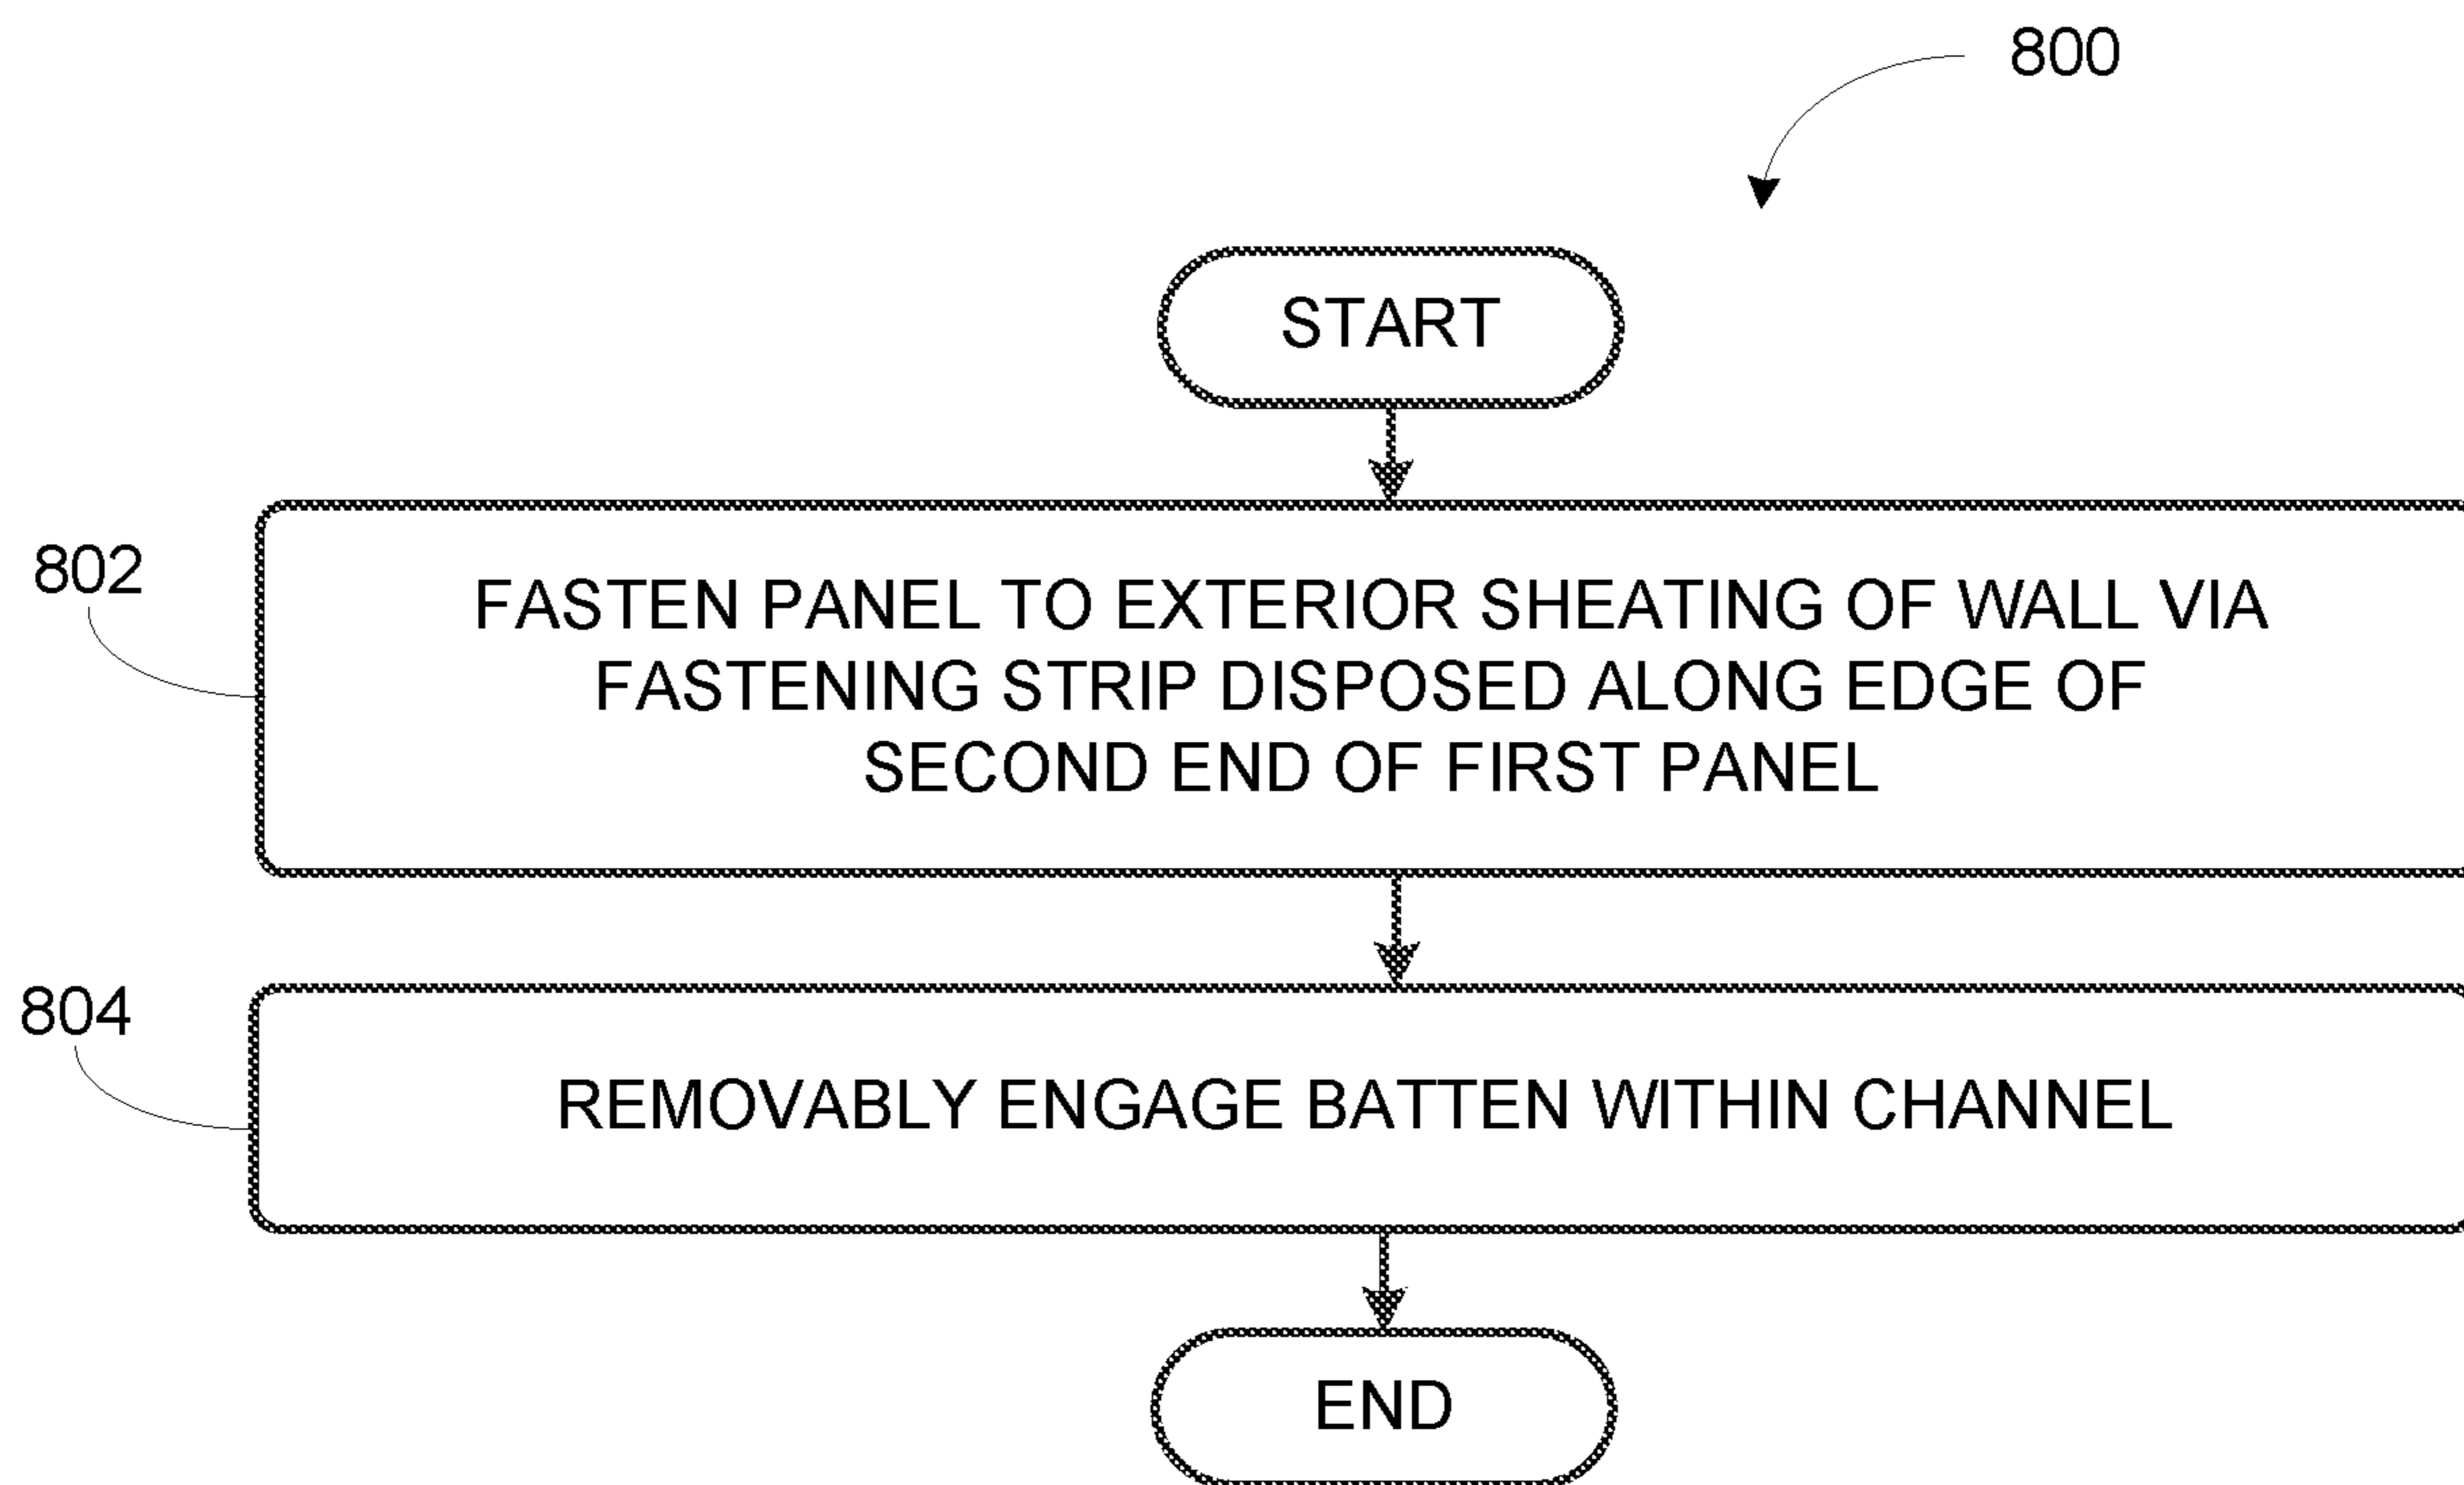 800
START
802
FASTEN PANEL TO EXTERIOR SHEATING OF WALL VIA
FASTENING STRIP DISPOSED ALONG EDGE OF
SECOND END OF FIRST PANEL
804
REMOVABLY ENGAGE BATTEN WITHIN CHANNEL
END